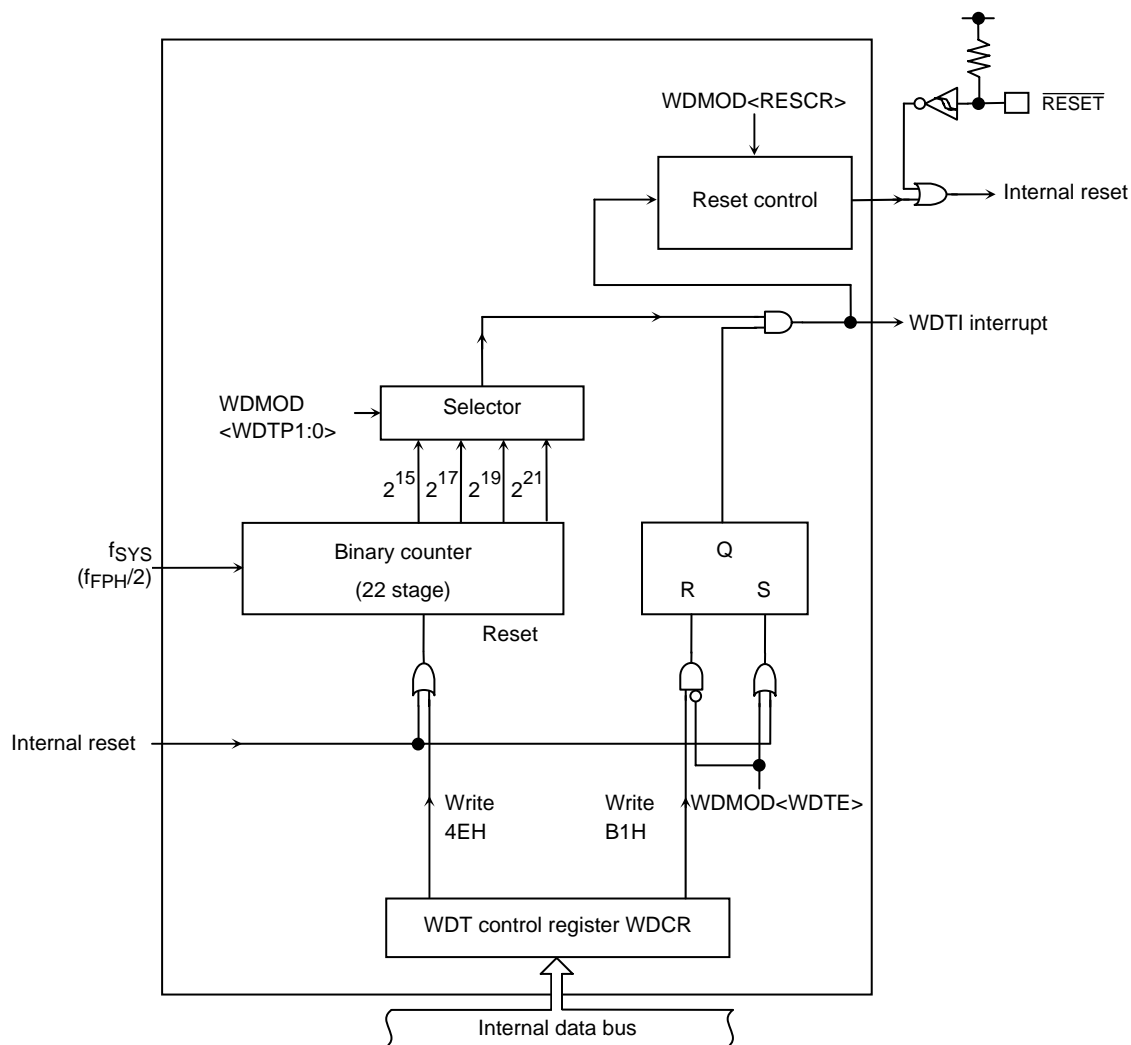 WDMOD<RESCR>
RESET
Reset control
Internal reset
WDTI interrupt
WDMOD
<WDTP1:0>
Selector
2^15 2^17 2^19 2^21
fSYS
(fFPH/2)
Binary counter
(22 stage)
Q
R S
Reset
Internal reset
Write
4EH
Write
B1H
WDMOD<WDTE>
WDT control register WDCR
Internal data bus